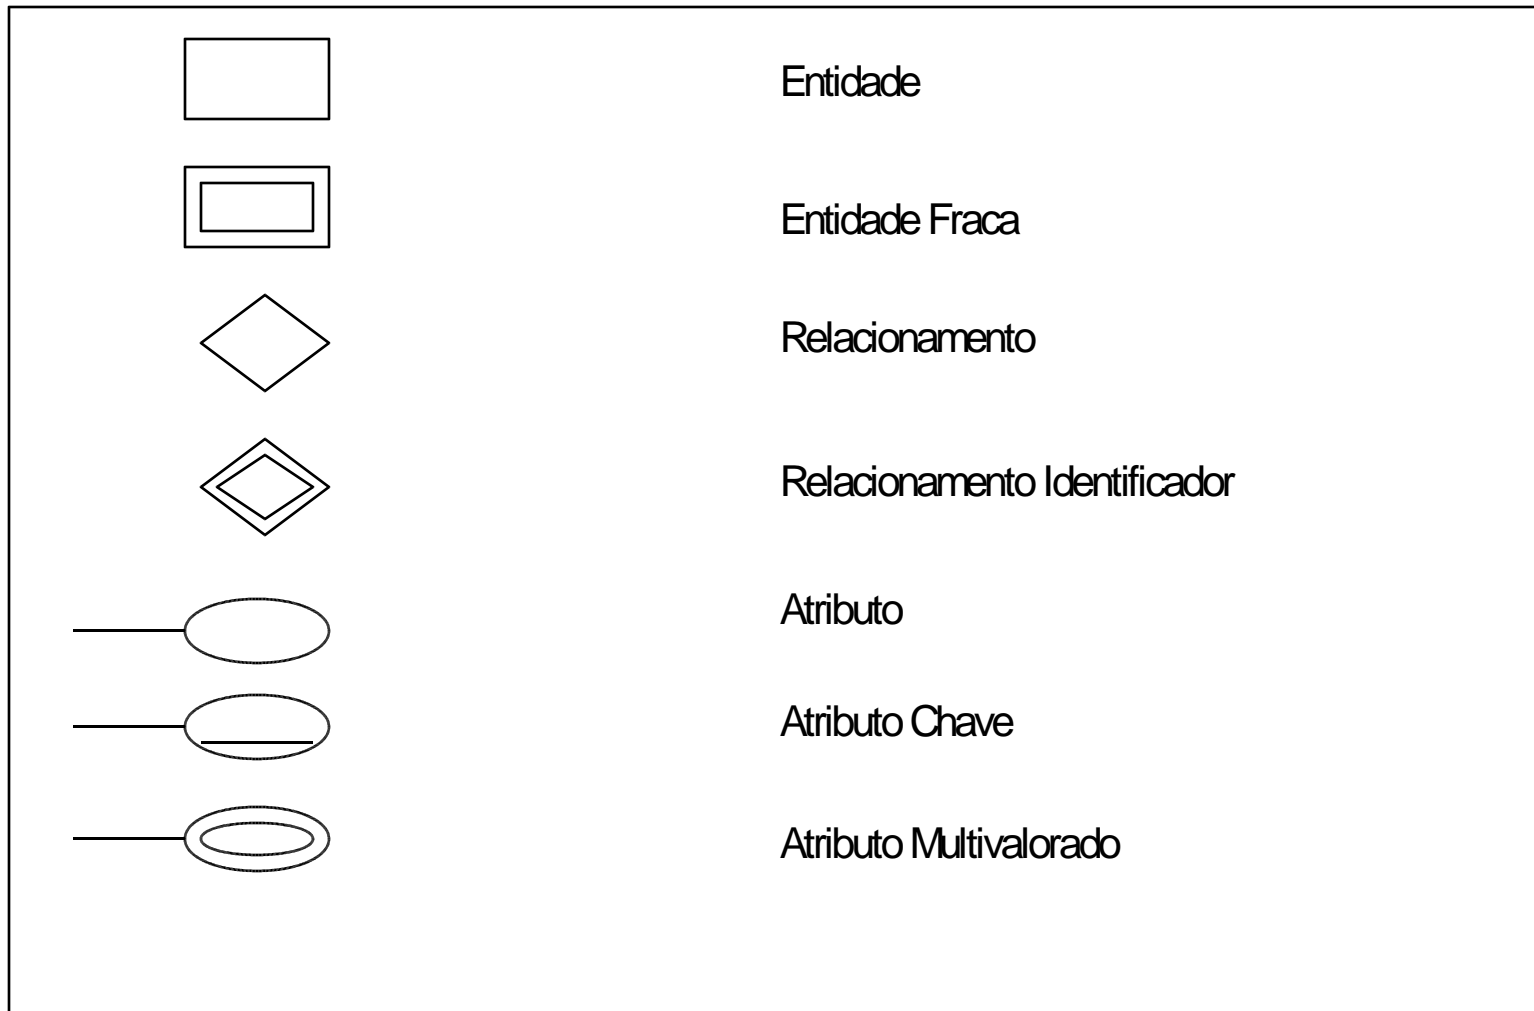 Entidade
Entidade Fraca
Relacionamento
Relacionamento Identificador
Atributo
Atributo Chave
Atributo Multivalorado